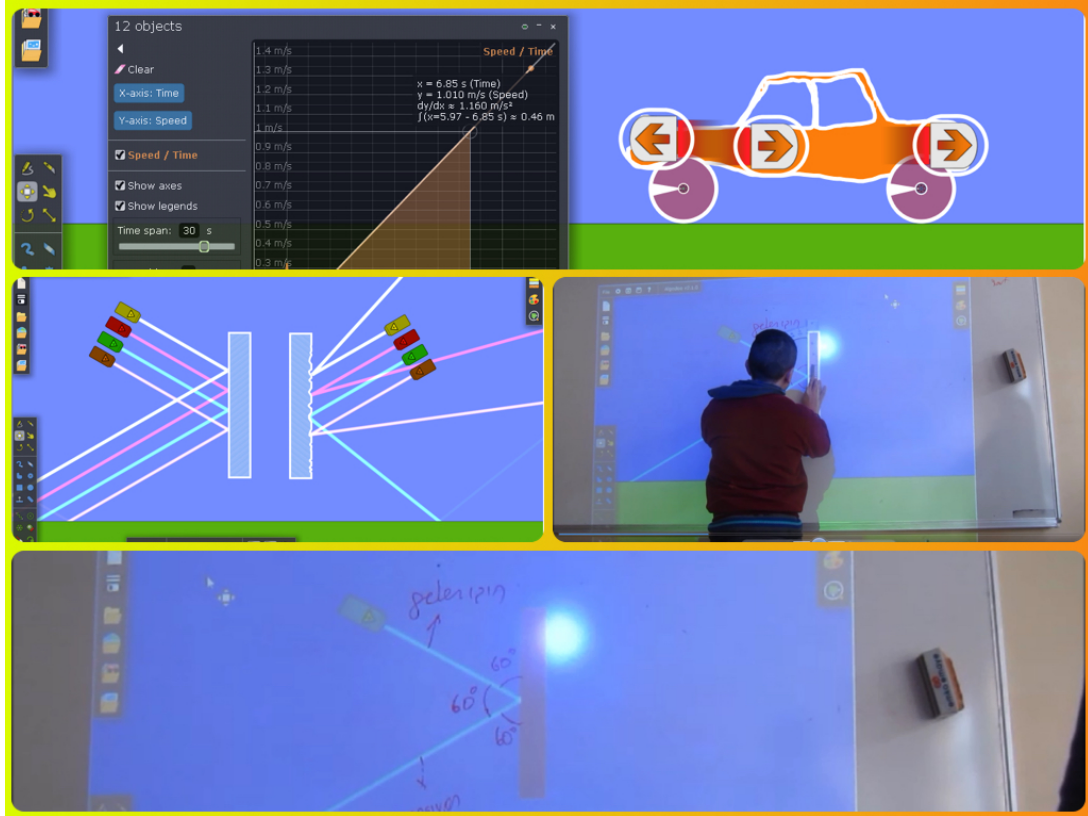 12 objects
Clear
X-axis: Time
Y-axis: Speed
Speed / Time
Show axes
Show legends
Time span: 30 s
1.4 m/s
1.3 m/s
1.2 m/s
1.1 m/s
1 m/s
0.9 m/s
0.8 m/s
0.7 m/s
0.6 m/s
0.5 m/s
0.4 m/s
0.3 m/s
Speed / Time
x = 6.85 s (Time)
y = 1.010 m/s (Speed)
dy/dx ≈ 1.160 m/s²
∫(x=5.97 - 6.85 s) ≈ 0.46 m
gelen ışın
gelen ışın
60°
60°
60°